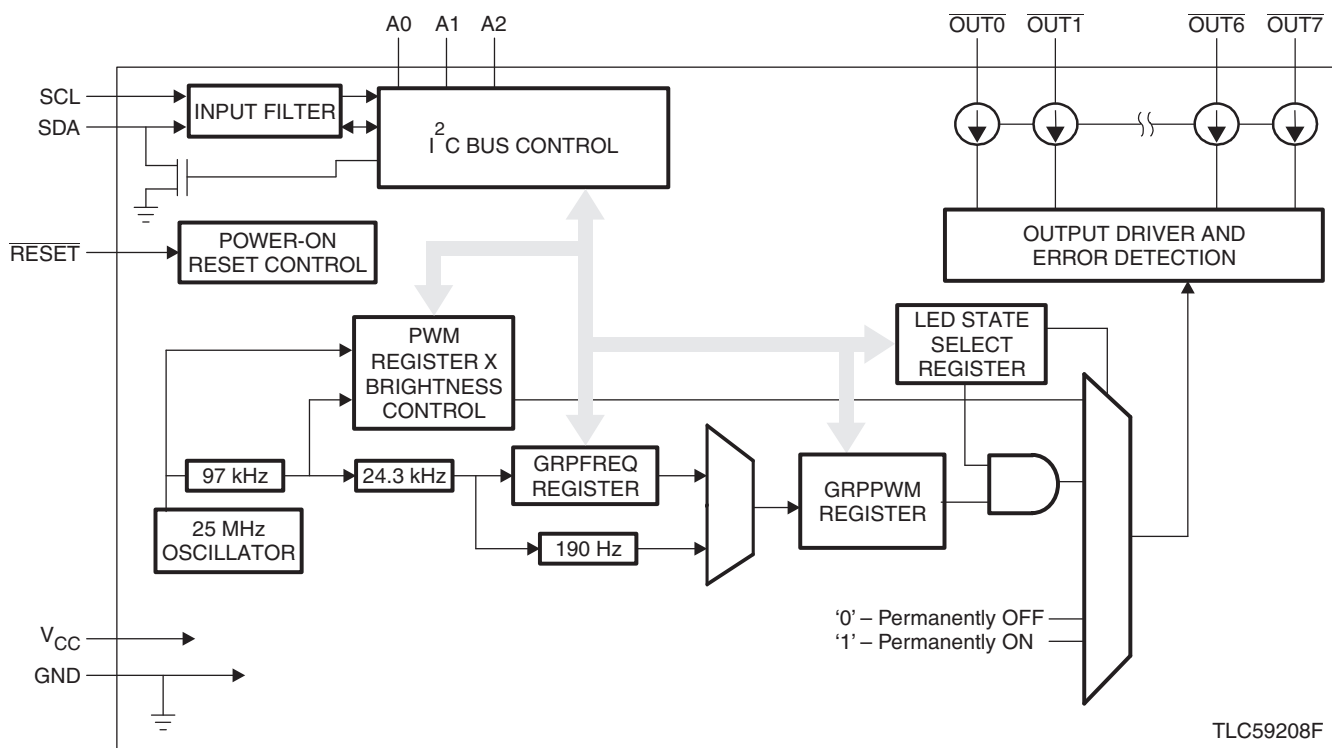 A0 A1 A2
OUT0 OUT1 OUT6 OUT7
SCL
SDA
INPUT FILTER
I2C BUS CONTROL
RESET
POWER-ON
RESET CONTROL
OUTPUT DRIVER AND
ERROR DETECTION
PWM
REGISTER X
BRIGHTNESS
CONTROL
LED STATE
SELECT
REGISTER
97 kHz
24.3 kHz
GRPFREQ
REGISTER
GRPPWM
REGISTER
25 MHz
OSCILLATOR
190 Hz
‘0’ – Permanently OFF
‘1’ – Permanently ON
VCC
GND
TLC59208F